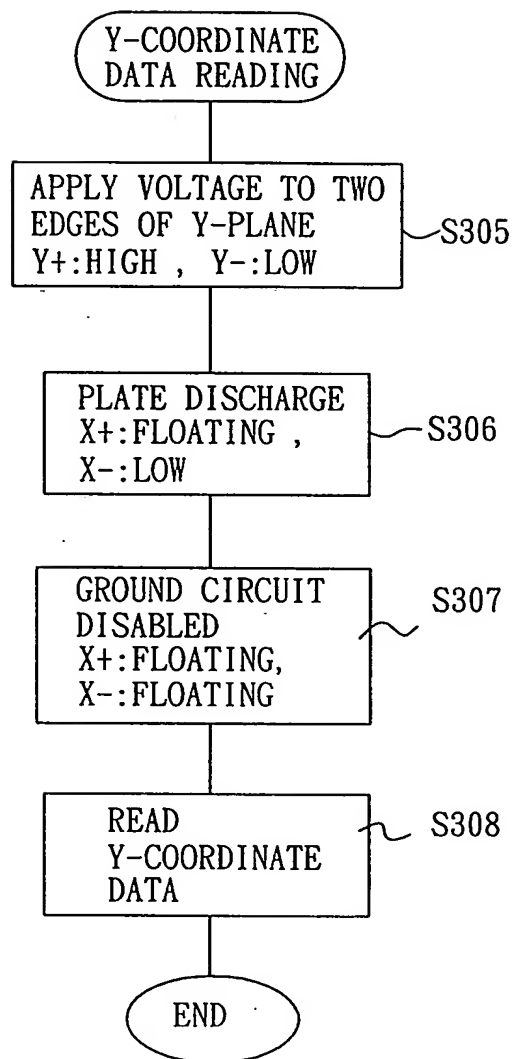 Y-COORDINATE
DATA READING
APPLY VOLTAGE TO TWO
EDGES OF Y-PLANE
Y+:HIGH , Y-:LOW
S305
PLATE DISCHARGE
X+:FLOATING ,
X-:LOW
S306
GROUND CIRCUIT
DISABLED
X+:FLOATING,
X-:FLOATING
S307
READ
Y-COORDINATE
DATA
S308
END